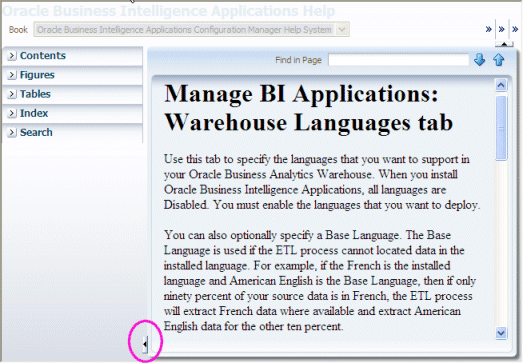 Oracle Business Intelligence Applications Help
Book Oracle Business Intelligence Applications Configuration Manager Help System
Contents
Figures
Tables
Index
Search
Find in Page
Manage BI Applications:
Warehouse Languages tab
Use this tab to specify the languages that you want to support in
your Oracle Business Analytics Warehouse. When you install
Oracle Business Intelligence Applications, all languages are
Disabled. You must enable the languages that you want to deploy.
You can also optionally specify a Base Language. The Base
Language is used if the ETL process cannot located data in the
installed language. For example, if the French is the installed
language and American English is the Base Language, then if only
ninety percent of your source data is in French, the ETL process
will extract French data where available and extract American
English data for the other ten percent.